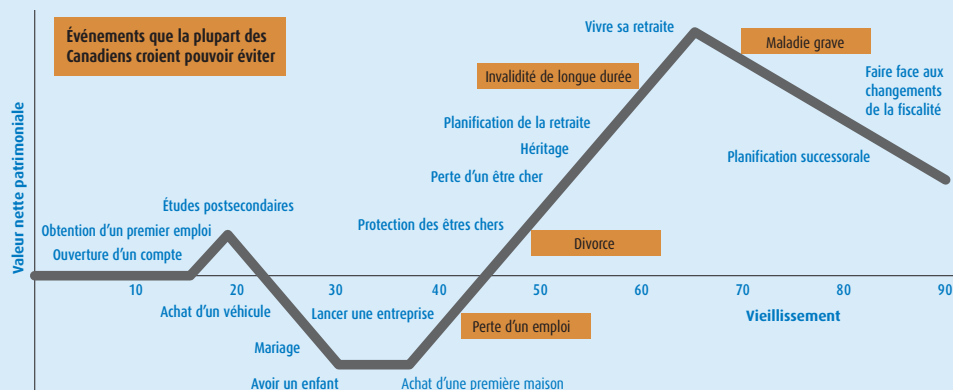 Événements que la plupart des
Canadiens croient pouvoir éviter
Valeur nette patrimoniale
Vivre sa retraite
Maladie grave
Invalidité de longue durée
Faire face aux
changements
de la fiscalité
Planification de la retraite
Héritage
Planification successorale
Perte d'un être cher
Études postsecondaires
Protection des êtres chers
Obtention d'un premier emploi
Divorce
Ouverture d'un compte
10 20 30 40 50 60 70 80 90
Achat d'un véhicule
Lancer une entreprise
Vieillissement
Perte d'un emploi
Mariage
Avoir un enfant
Achat d'une première maison